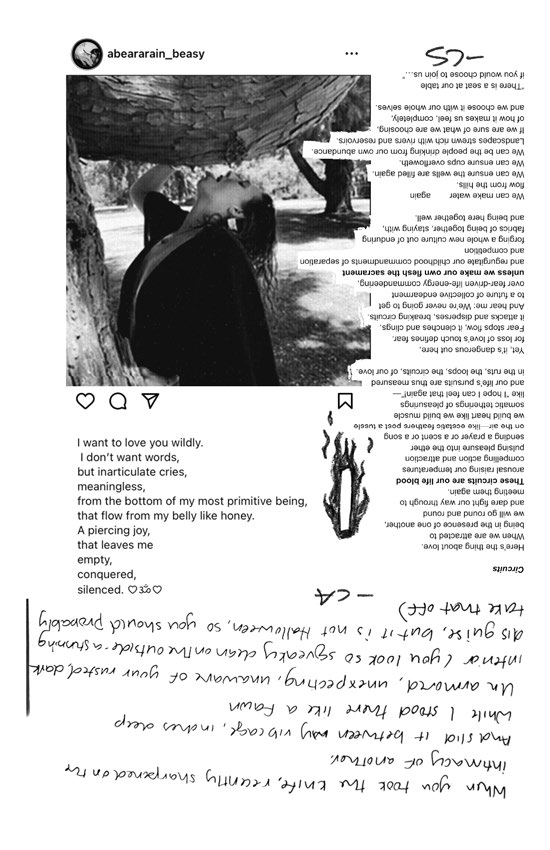 abeararain_beasy
I want to love you wildly.
I don't want words,
but inarticulate cries,
meaningless,
from the bottom of my most primitive being,
that flow from my belly like honey.
A piercing joy,
that leaves me
empty,
conquered,
silenced. ♡ॐ♡
When you took the knife, recently sharpened on the
intimacy of another,
And slid it between my rib cage, inches deep
While I stood there like a fawn
Un armored, unexpecting, unaware of your rusted, dark
interior (you look so squeaky clean on the outside - a stunning
disguise, but it is not Halloween, so you should probably
take that off)
— CA
Circuits
Here's the thing about love.
When we are attracted to
being in the presence of one another,
we will go round and round
and dare fight our way through to
meeting them again.
These circuits are our life blood
arousal raising our temperatures
compelling action and attraction
pulsing pleasure into the ether
sending a prayer or a scent or a song
on the air—like ecstatic feathers post a tussle
we build heart like we build muscle
somatic tetherings of pleasurings
like "I hope I can feel that again"—
and our life's pursuits are thus measured
in the ruts, the loops, the circuits, of our love.
Yet, it's dangerous out here,
for loss of love's touch defines fear.
Fear stops flow, it clenches and clings.
It attacks and disperses, breaking circuits.
And hear me: We're never going to get
to a future of collective endearment
over fear-driven life-energy commandeering,
unless we make our own flesh the sacrament
and regurgitate our childhood commandments of separation
and competition
forging a whole new culture out of enduring
fabrics of being together, staying with,
and being here together well.
We can make water again
flow from the hills.
We can ensure the wells are filled again.
We can ensure cups overfloweth.
We can be the people drinking from our own abundance.
Landscapes strewn rich with rivers and reservoirs.
If we are sure of what we are choosing,
of how it makes us feel, completely,
and we choose it with our whole selves.
"There is a seat at our table
if you would choose to join us..."
—CS